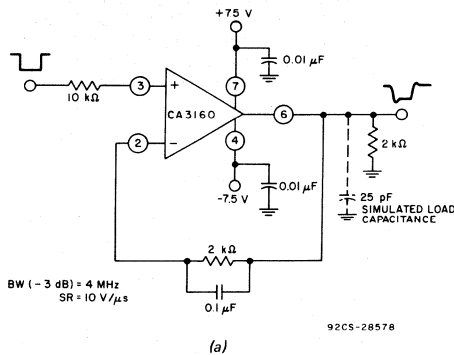 +75 V
0.01 µF
7
3
+
10 kΩ
CA3160
6
2
−
4
2 kΩ
0.01 µF
-7.5 V
25 pF
SIMULATED LOAD
CAPACITANCE
2 kΩ
BW (−3 dB) = 4 MHz
SR = 10 V/µs
0.1 µF
92CS-28578
(a)